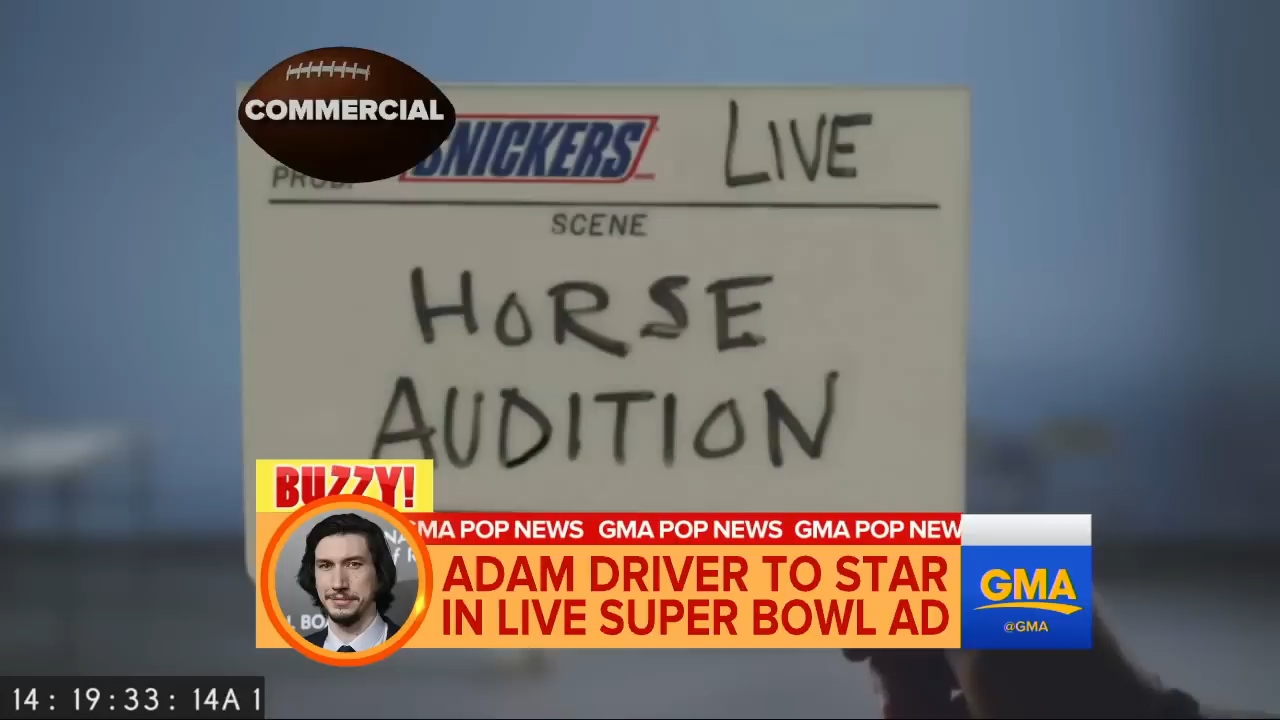 COMMERCIAL
SNICKERS LIVE
PROD.
SCENE
HORSE
AUDITION
BUZZY!
GMA POP NEWS GMA POP NEWS GMA POP NEW
ADAM DRIVER TO STAR
IN LIVE SUPER BOWL AD
GMA
@GMA
14: 19:33: 14A 1